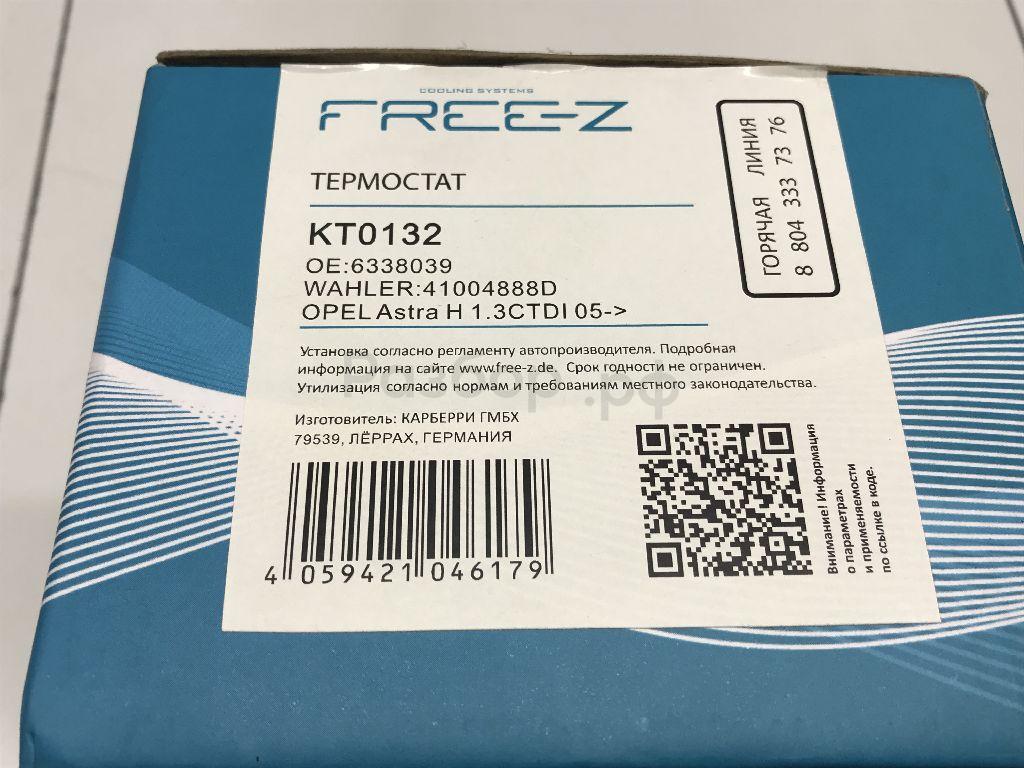 COOLING SYSTEMS
FREE-Z
ТЕРМОСТАТ
KT0132
OE:6338039
WAHLER:41004888D
OPEL Astra H 1.3CTDI 05->
ГОРЯЧАЯ ЛИНИЯ
8 804 333 73 76
Установка согласно регламенту автопроизводителя. Подробная
информация на сайте www.free-z.de. Срок годности не ограничен.
Утилизация согласно нормам и требованиям местного законодательства.
Разбор.рф
Изготовитель: КАРБЕРРИ ГМБХ
79539, ЛЁРРАХ, ГЕРМАНИЯ
4 059421 046179
Внимание! Информация
о параметрах
и применяемости
по ссылке в коде.